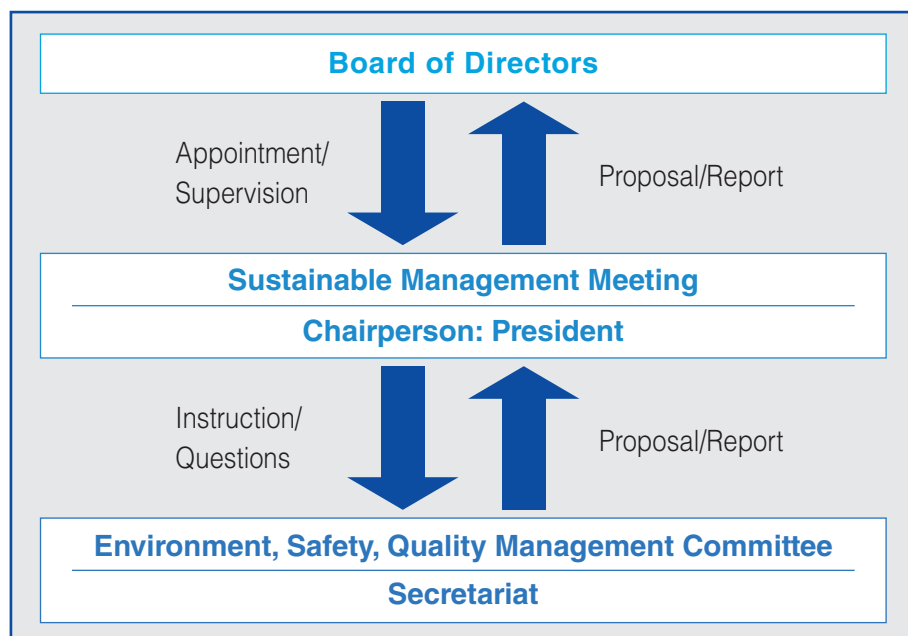 Board of Directors
Appointment/
Supervision
Proposal/Report
Sustainable Management Meeting
Chairperson: President
Instruction/
Questions
Proposal/Report
Environment, Safety, Quality Management Committee
Secretariat